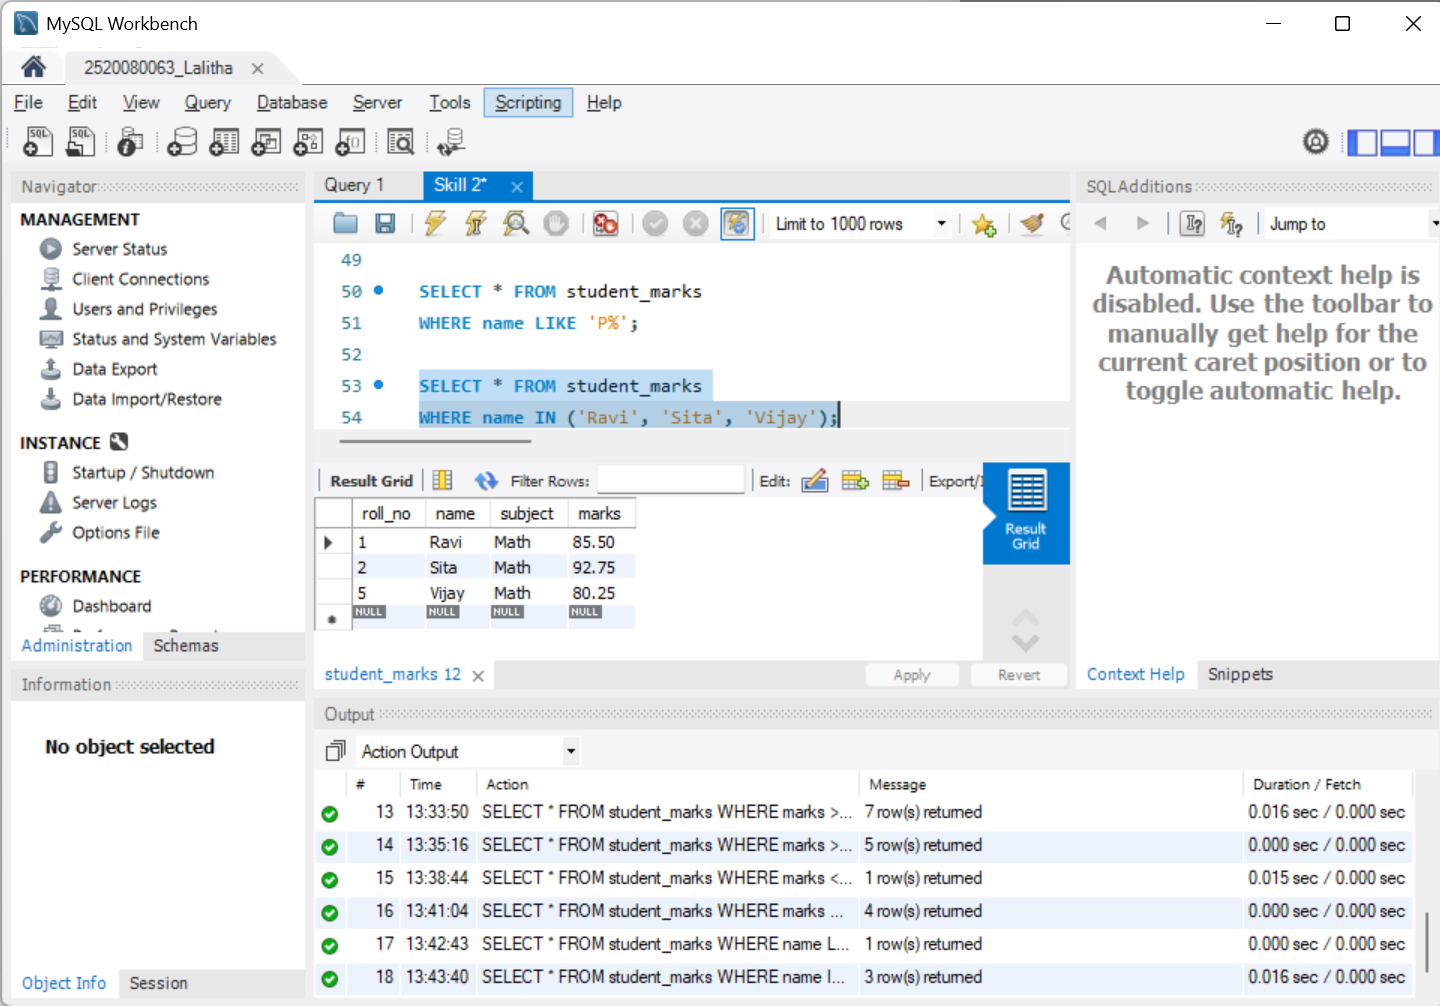 MySQL Workbench
2520080063_Lalitha
File Edit View Query Database Server Tools Scripting Help
SQL SQL
Navigator
MANAGEMENT
Server Status
Client Connections
Users and Privileges
Status and System Variables
Data Export
Data Import/Restore
INSTANCE
Startup / Shutdown
Server Logs
Options File
PERFORMANCE
Dashboard
Administration Schemas
Information
No object selected
Object Info Session
Query 1 Skill 2*
Limit to 1000 rows
49
50 SELECT * FROM student_marks
51 WHERE name LIKE 'P%';
52
53 SELECT * FROM student_marks
54 WHERE name IN ('Ravi', 'Sita', 'Vijay');
Result Grid Filter Rows: Edit: Export/I
roll_no name subject marks
1 Ravi Math 85.50
2 Sita Math 92.75
5 Vijay Math 80.25
NULL NULL NULL NULL
Result
Grid
student_marks 12 Apply Revert
SQLAdditions
Jump to
Automatic context help is
disabled. Use the toolbar to
manually get help for the
current caret position or to
toggle automatic help.
Context Help Snippets
Output
Action Output
# Time Action Message Duration / Fetch
13 13:33:50 SELECT * FROM student_marks WHERE marks >... 7 row(s) returned 0.016 sec / 0.000 sec
14 13:35:16 SELECT * FROM student_marks WHERE marks >... 5 row(s) returned 0.000 sec / 0.000 sec
15 13:38:44 SELECT * FROM student_marks WHERE marks <... 1 row(s) returned 0.015 sec / 0.000 sec
16 13:41:04 SELECT * FROM student_marks WHERE marks ... 4 row(s) returned 0.000 sec / 0.000 sec
17 13:42:43 SELECT * FROM student_marks WHERE name L... 1 row(s) returned 0.000 sec / 0.000 sec
18 13:43:40 SELECT * FROM student_marks WHERE name I... 3 row(s) returned 0.016 sec / 0.000 sec